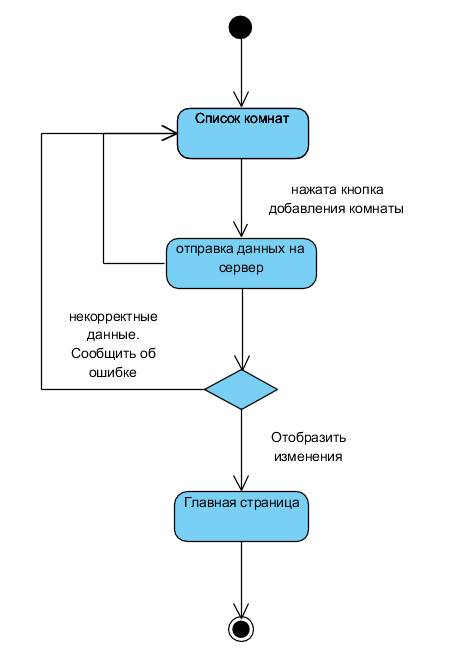 Список комнат
нажата кнопка
добавления комнаты
отправка данных на
сервер
некорректные
данные.
Сообщить об
ошибке
Отобразить
изменения
Главная страница